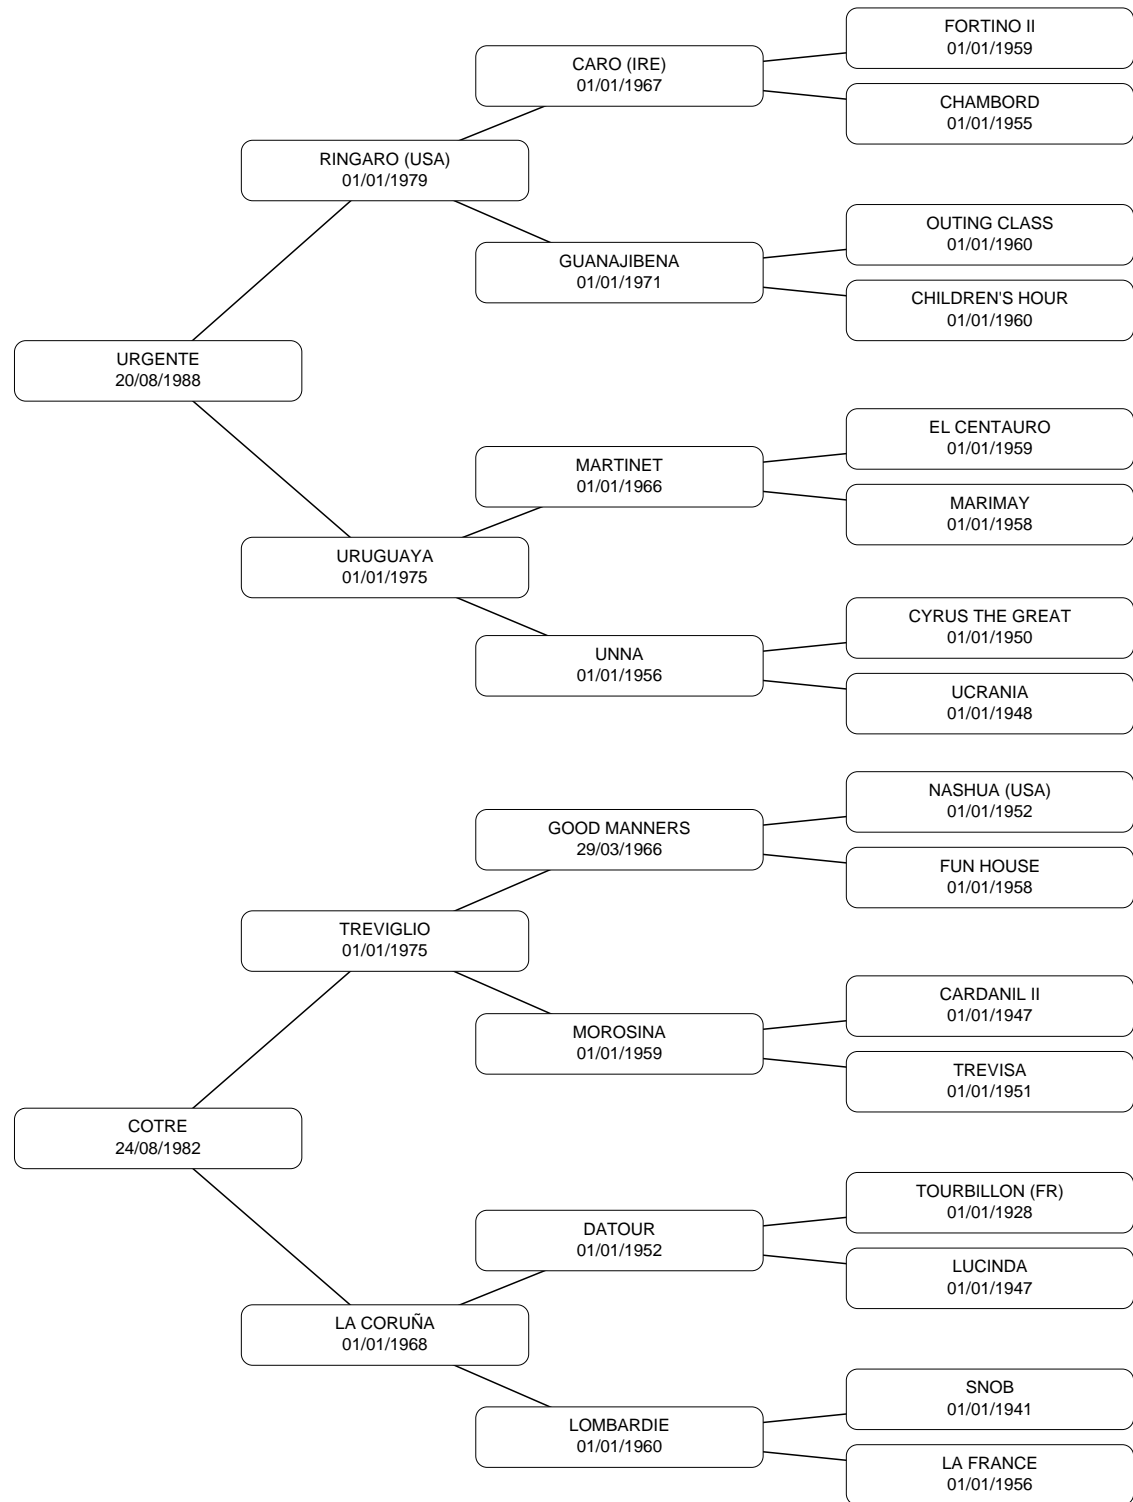 FORTINO II
01/01/1959
CARO (IRE)
01/01/1967
CHAMBORD
01/01/1955
RINGARO (USA)
01/01/1979
OUTING CLASS
01/01/1960
GUANAJIBENA
01/01/1971
CHILDREN'S HOUR
01/01/1960
URGENTE
20/08/1988
EL CENTAURO
01/01/1959
MARTINET
01/01/1966
MARIMAY
01/01/1958
URUGUAYA
01/01/1975
CYRUS THE GREAT
01/01/1950
UNNA
01/01/1956
UCRANIA
01/01/1948
NASHUA (USA)
01/01/1952
GOOD MANNERS
29/03/1966
FUN HOUSE
01/01/1958
TREVIGLIO
01/01/1975
CARDANIL II
01/01/1947
MOROSINA
01/01/1959
TREVISA
01/01/1951
COTRE
24/08/1982
TOURBILLON (FR)
01/01/1928
DATOUR
01/01/1952
LUCINDA
01/01/1947
LA CORUÑA
01/01/1968
SNOB
01/01/1941
LOMBARDIE
01/01/1960
LA FRANCE
01/01/1956